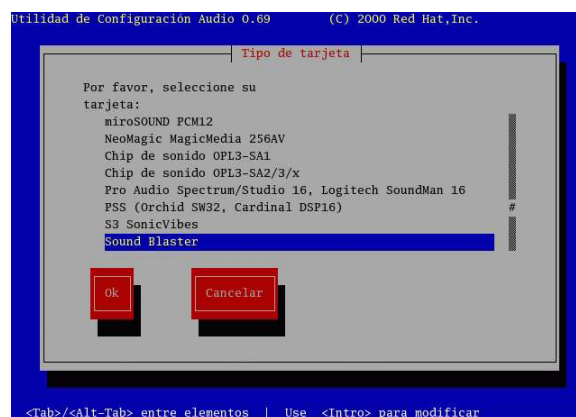 Utilidad de Configuración Audio 0.69 (C) 2000 Red Hat,Inc.
Tipo de tarjeta
Por favor, seleccione su
tarjeta:
miroSOUND PCM12
NeoMagic MagicMedia 256AV
Chip de sonido OPL3-SA1
Chip de sonido OPL3-SA2/3/x
Pro Audio Spectrum/Studio 16, Logitech SoundMan 16
PSS (Orchid SW32, Cardinal DSP16) #
S3 SonicVibes
Sound Blaster
Ok Cancelar
<Tab>/<Alt-Tab> entre elementos | Use <Intro> para modificar